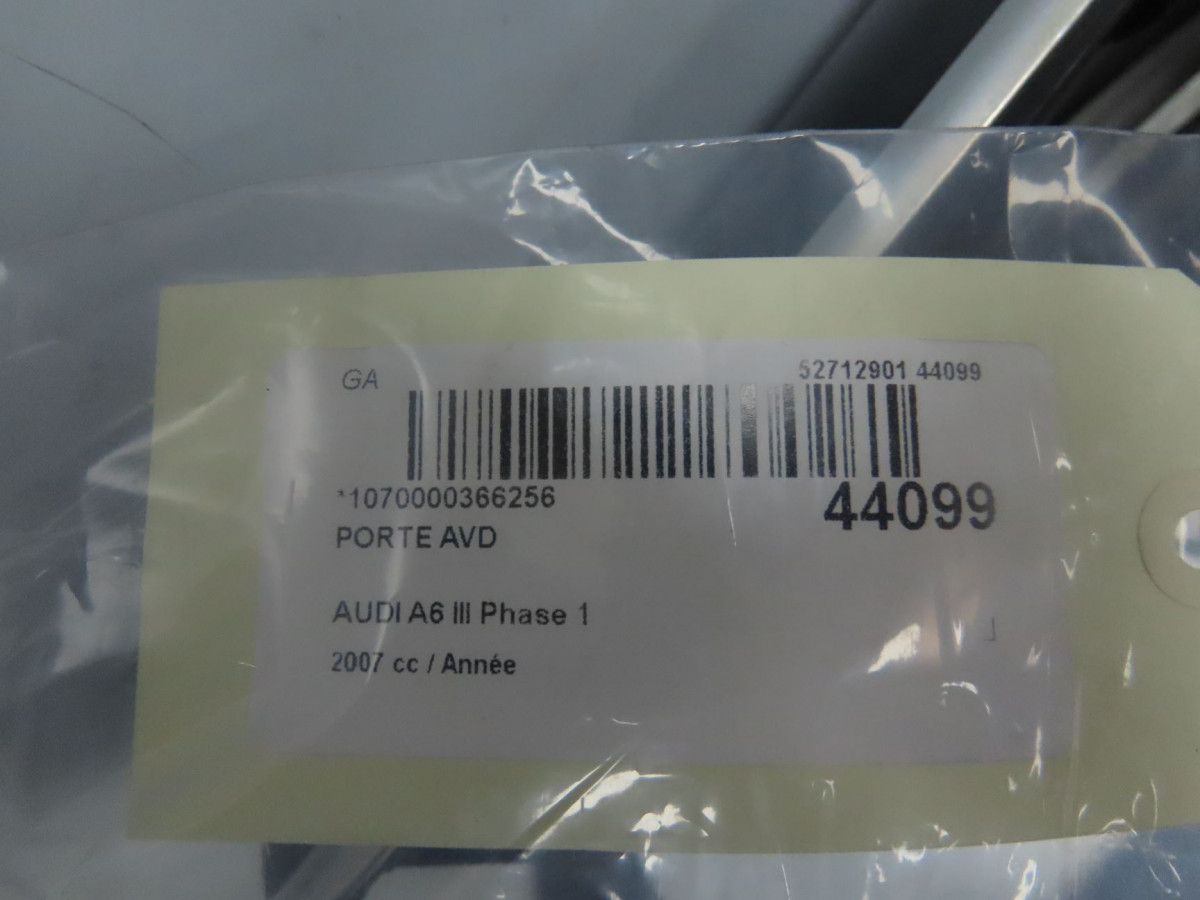 GA
52712901 44099
*1070000366256
44099
PORTE AVD
AUDI A6 III Phase 1
2007 cc / Année